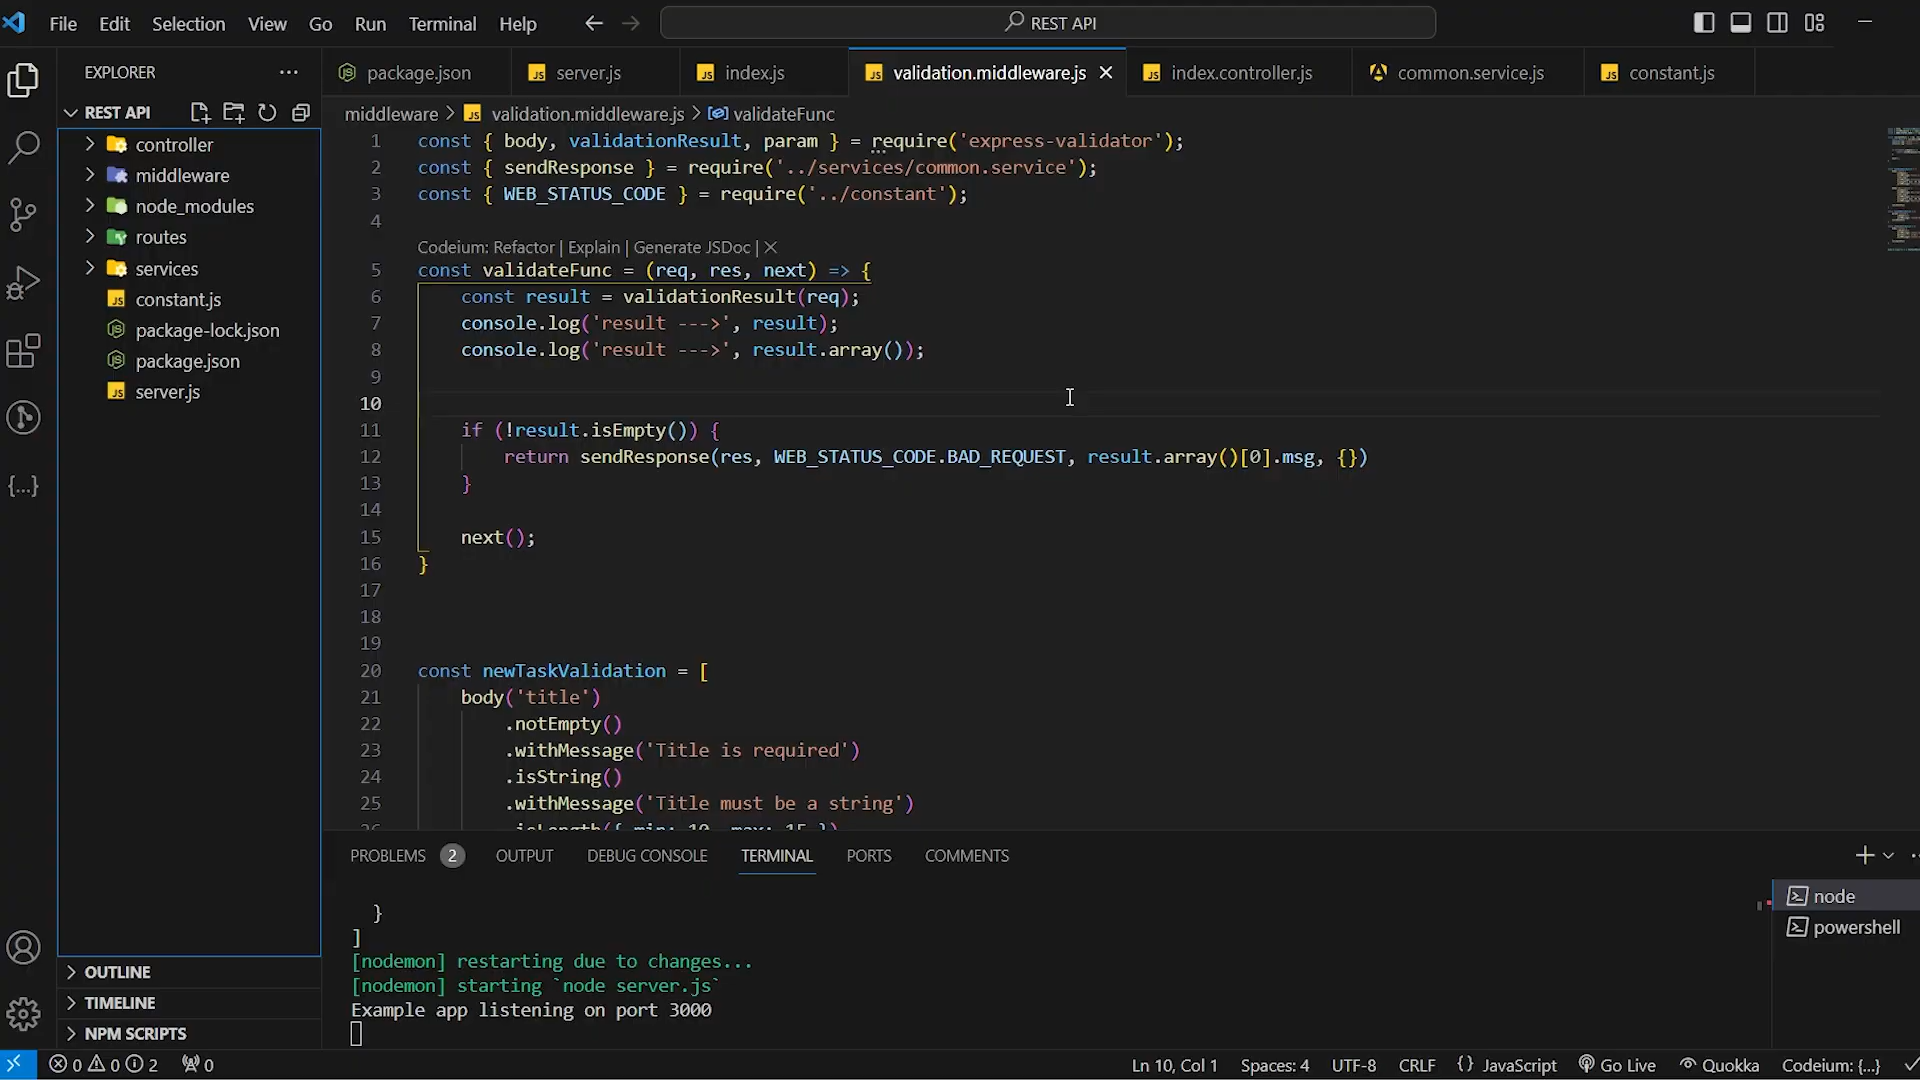 File Edit Selection View Go Run Terminal Help REST API
EXPLORER
package.json server.js index.js validation.middleware.js index.controller.js common.service.js constant.js
REST API
middleware > validation.middleware.js > validateFunc
controller
middleware
node_modules
routes
services
constant.js
package-lock.json
package.json
server.js
OUTLINE
TIMELINE
NPM SCRIPTS
1 const { body, validationResult, param } = require('express-validator');
2 const { sendResponse } = require('../services/common.service');
3 const { WEB_STATUS_CODE } = require('../constant');
4
Codeium: Refactor | Explain | Generate JSDoc | X
5 const validateFunc = (req, res, next) => {
6 const result = validationResult(req);
7 console.log('result --->', result);
8 console.log('result --->', result.array());
9
10
11 if (!result.isEmpty()) {
12 return sendResponse(res, WEB_STATUS_CODE.BAD_REQUEST, result.array()[0].msg, {})
13 }
14
15 next();
16 }
17
18
19
20 const newTaskValidation = [
21 body('title')
22 .notEmpty()
23 .withMessage('Title is required')
24 .isString()
25 .withMessage('Title must be a string')
26 .isLength({ min: 10, max: 15 })
PROBLEMS 2 OUTPUT DEBUG CONSOLE TERMINAL PORTS COMMENTS
}
]
[nodemon] restarting due to changes...
[nodemon] starting `node server.js`
Example app listening on port 3000
node
powershell
0 0 2 0 Ln 10, Col 1 Spaces: 4 UTF-8 CRLF {} JavaScript Go Live Quokka Codeium: {...}